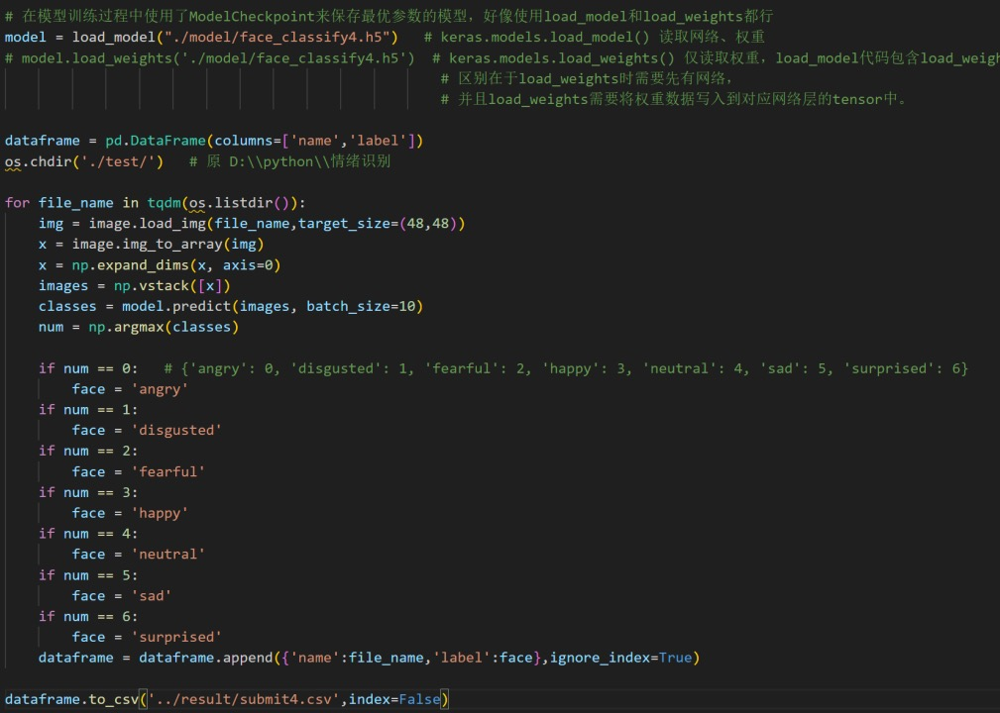 # 在模型训练过程中使用了ModelCheckpoint来保存最优参数的模型，好像使用load_model和load_weights都行
model = load_model("./model/face_classify4.h5")   # keras.models.load_model() 读取网络、权重
# model.load_weights('./model/face_classify4.h5')  # keras.models.load_weights() 仅读取权重，load_model代码包含load_weigh
# 区别在于load_weights时需要先有网络，
# 并且load_weights需要将权重数据写入到对应网络层的tensor中。
dataframe = pd.DataFrame(columns=['name','label'])
os.chdir('./test/')   # 原 D:\\python\\情绪识别
for file_name in tqdm(os.listdir()):
    img = image.load_img(file_name,target_size=(48,48))
    x = image.img_to_array(img)
    x = np.expand_dims(x, axis=0)
    images = np.vstack([x])
    classes = model.predict(images, batch_size=10)
    num = np.argmax(classes)
    if num == 0:   # {'angry': 0, 'disgusted': 1, 'fearful': 2, 'happy': 3, 'neutral': 4, 'sad': 5, 'surprised': 6}
        face = 'angry'
    if num == 1:
        face = 'disgusted'
    if num == 2:
        face = 'fearful'
    if num == 3:
        face = 'happy'
    if num == 4:
        face = 'neutral'
    if num == 5:
        face = 'sad'
    if num == 6:
        face = 'surprised'
    dataframe = dataframe.append({'name':file_name,'label':face},ignore_index=True)
dataframe.to_csv('../result/submit4.csv',index=False)